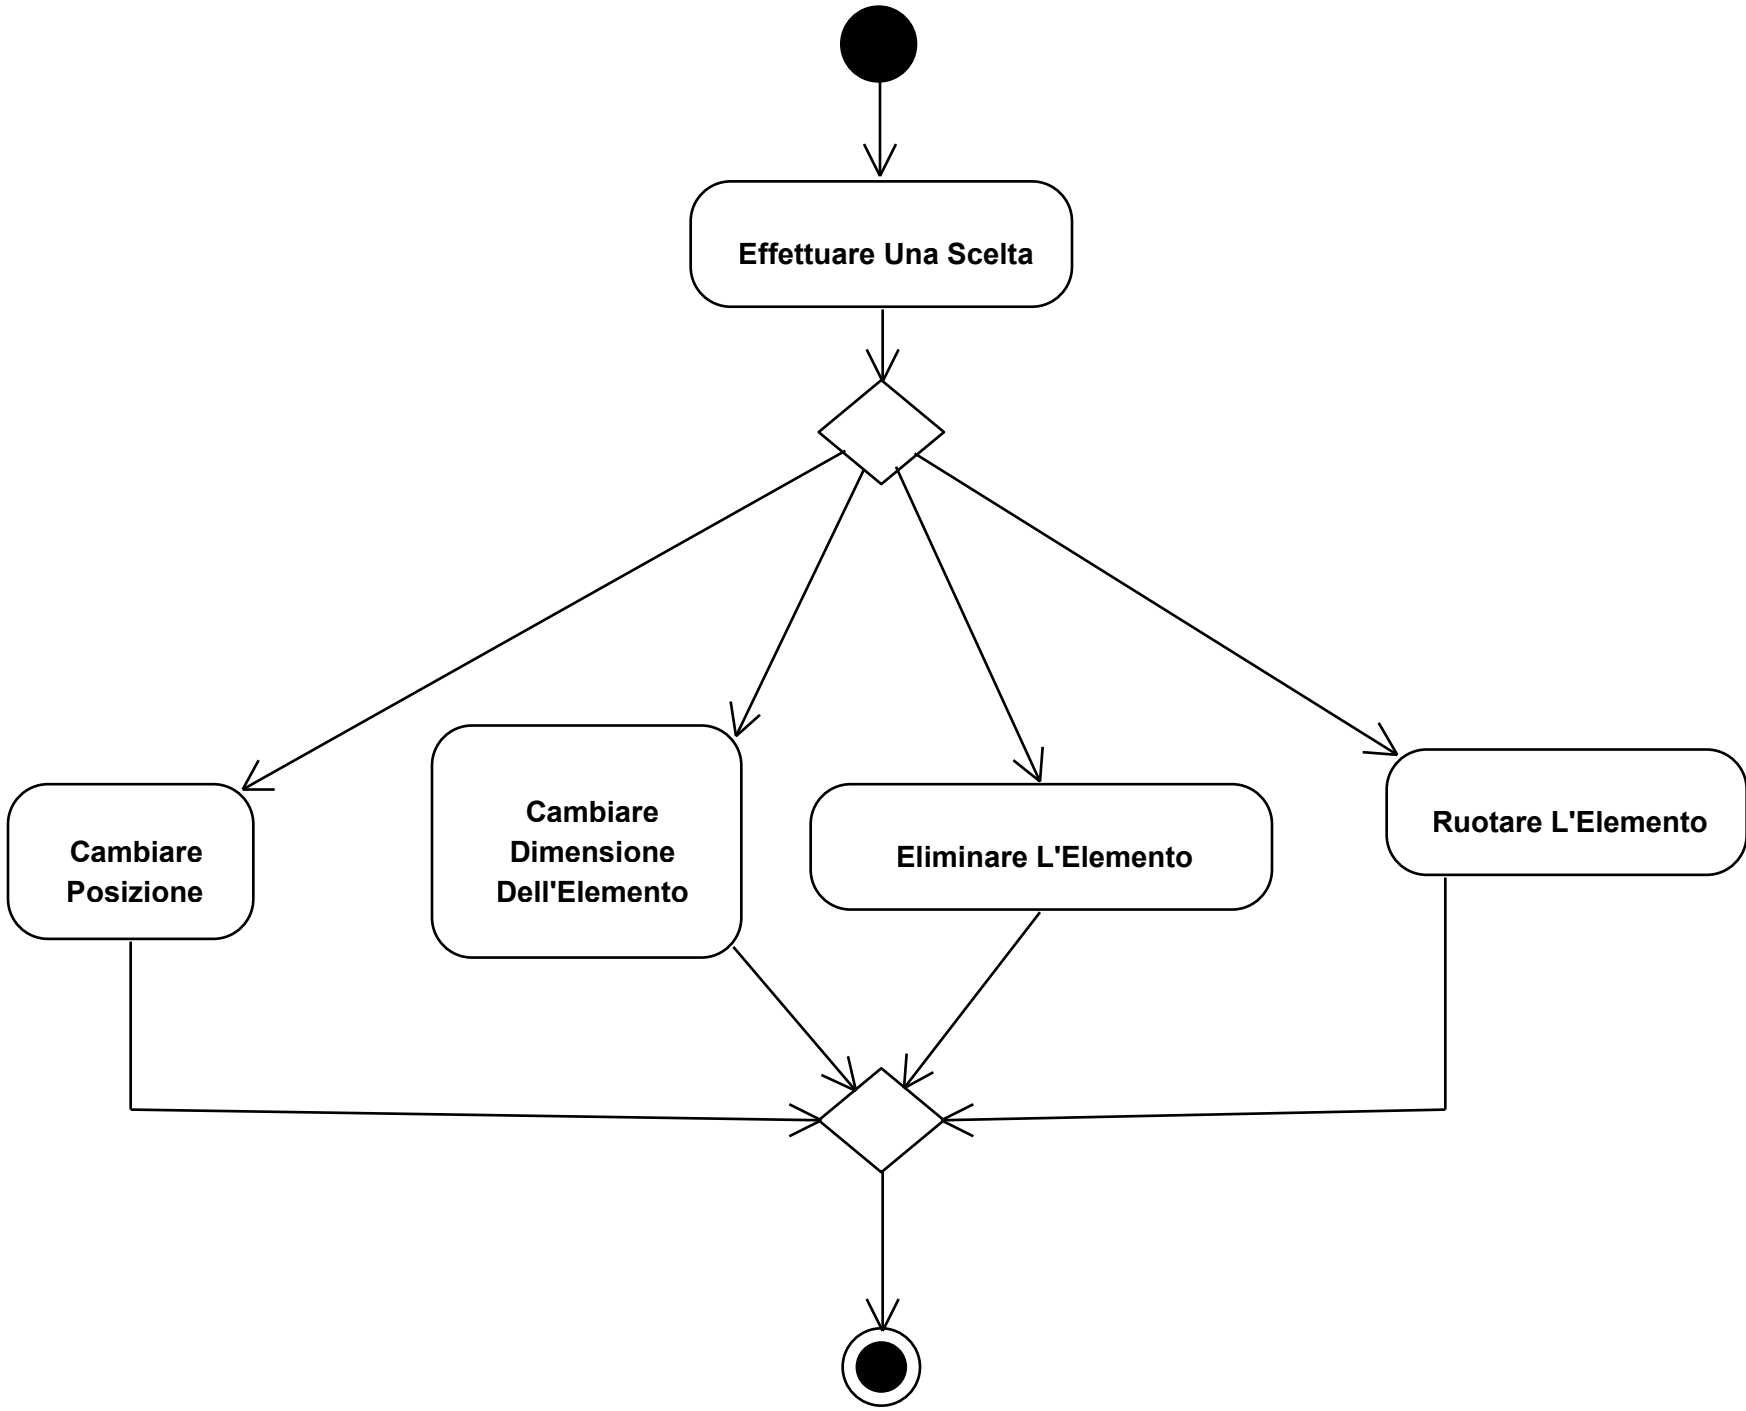 Effettuare Una Scelta
Cambiare
Posizione
Cambiare
Dimensione
Dell'Elemento
Eliminare L'Elemento
Ruotare L'Elemento